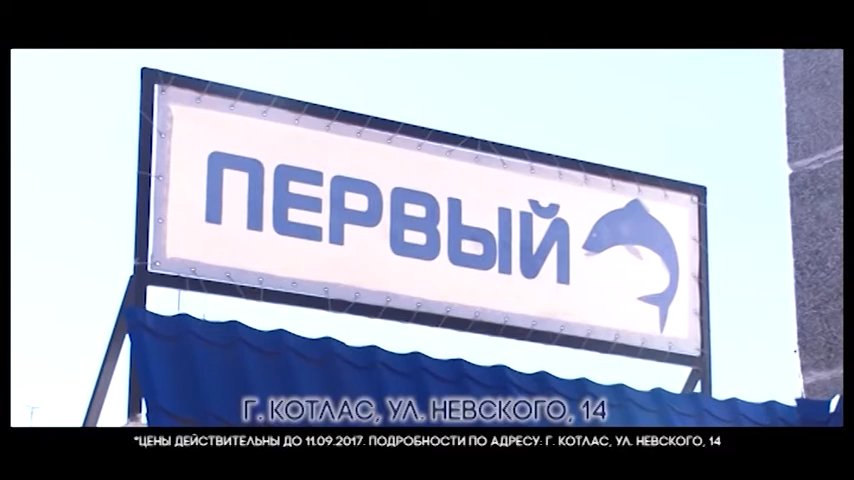 ПЕРВЫЙ
Г. КОТЛАС, УЛ. НЕВСКОГО, 14
*ЦЕНЫ ДЕЙСТВИТЕЛЬНЫ ДО 11.09.2017. ПОДРОБНОСТИ ПО АДРЕСУ: Г. КОТЛАС, УЛ. НЕВСКОГО, 14